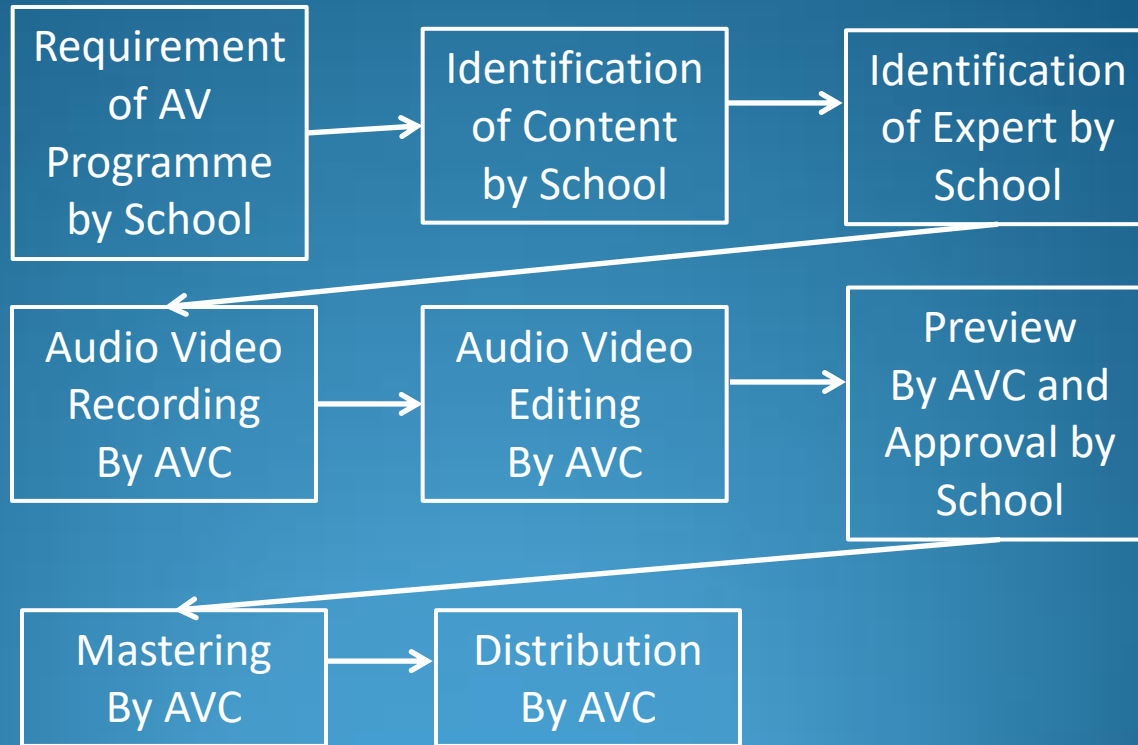 Requirement
of AV
Programme
by School
Identification
of Content
by School
Identification
of Expert by
School
Audio Video
Recording
By AVC
Audio Video
Editing
By AVC
Preview
By AVC and
Approval by
School
Mastering
By AVC
Distribution
By AVC